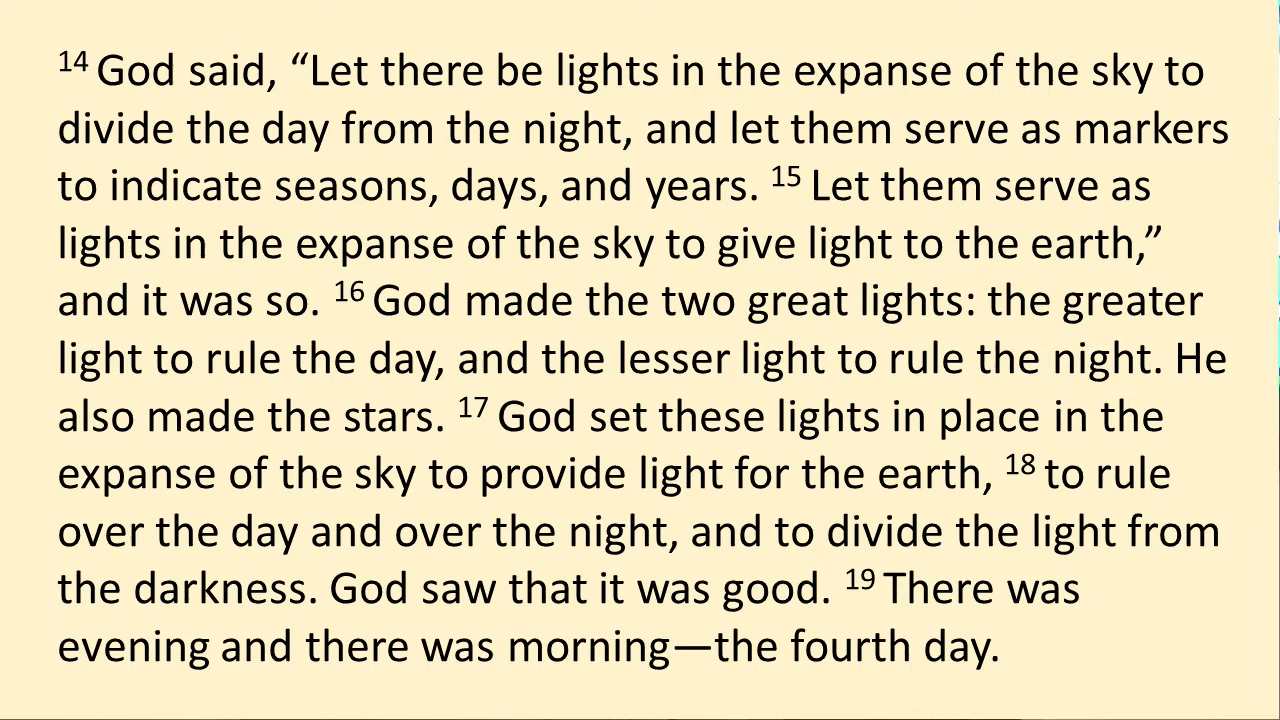 14 God said, “Let there be lights in the expanse of the sky to
divide the day from the night, and let them serve as markers
to indicate seasons, days, and years. 15 Let them serve as
lights in the expanse of the sky to give light to the earth,”
and it was so. 16 God made the two great lights: the greater
light to rule the day, and the lesser light to rule the night. He
also made the stars. 17 God set these lights in place in the
expanse of the sky to provide light for the earth, 18 to rule
over the day and over the night, and to divide the light from
the darkness. God saw that it was good. 19 There was
evening and there was morning—the fourth day.